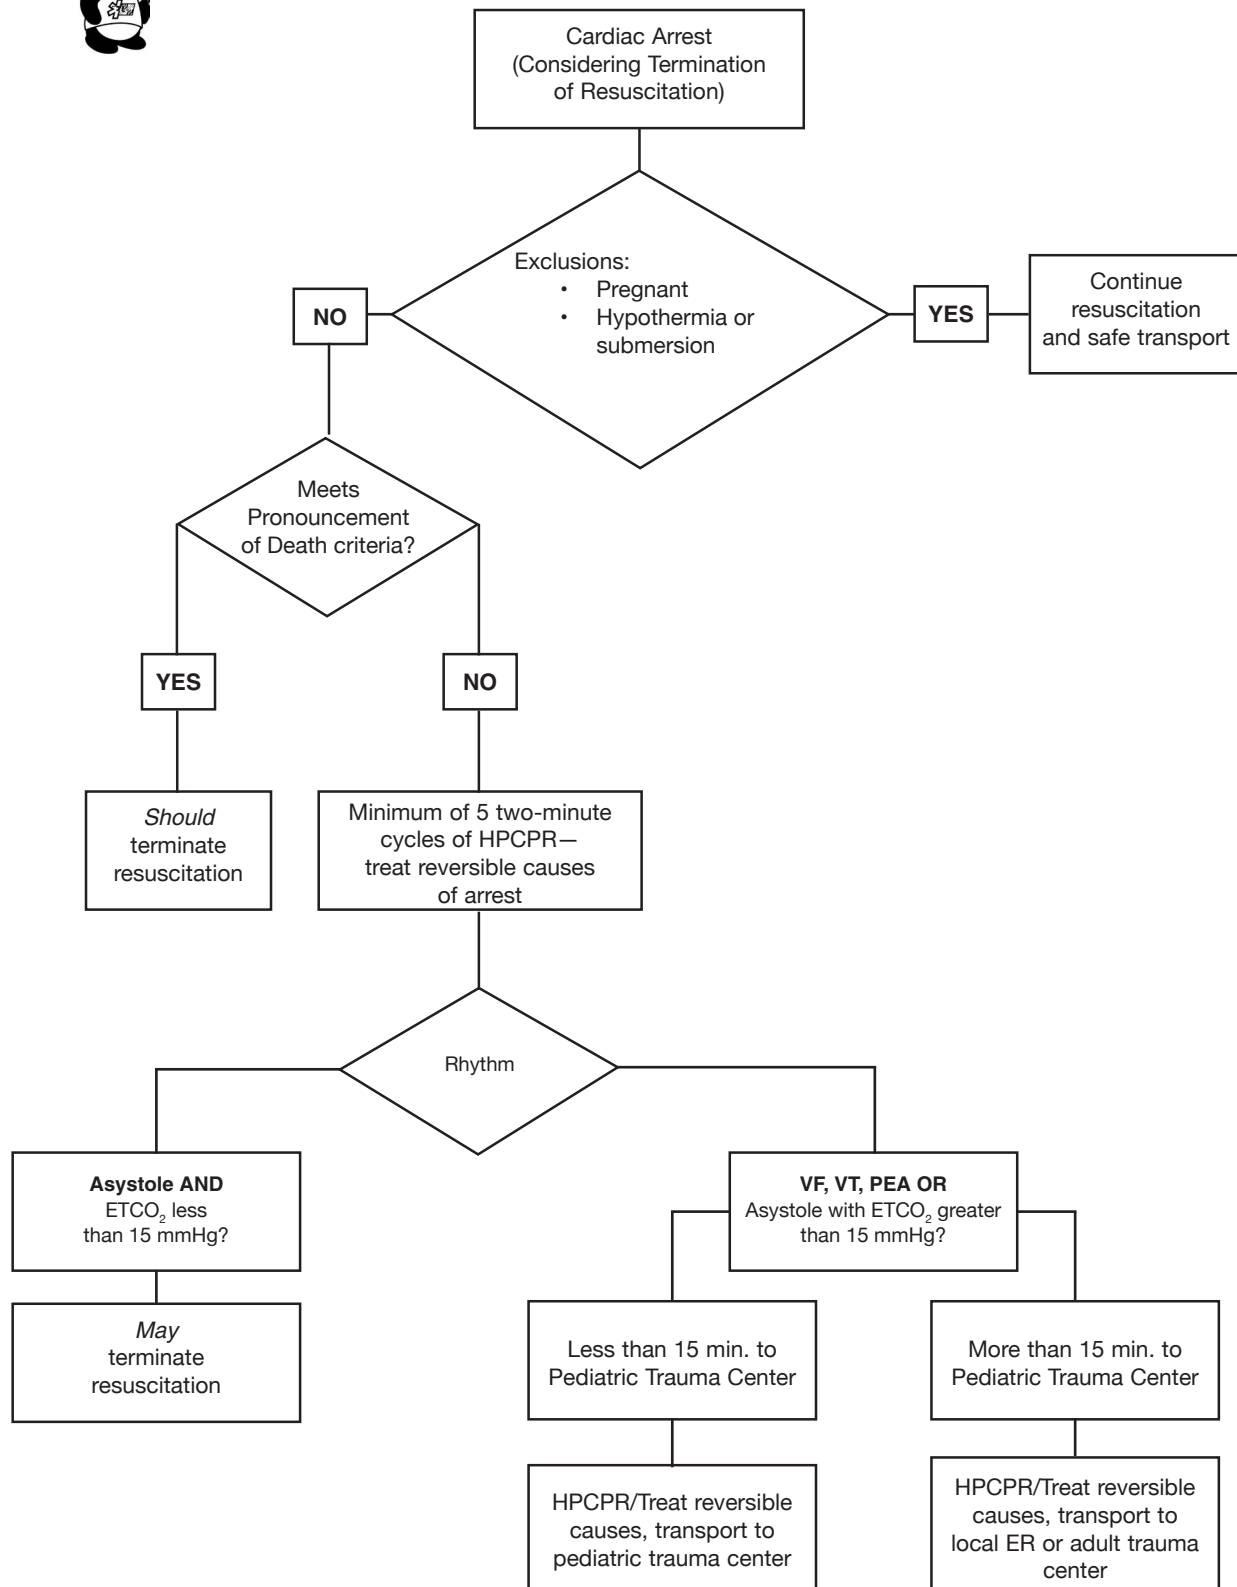 Cardiac Arrest
(Considering Termination
of Resuscitation)
Exclusions:
• Pregnant
• Hypothermia or
submersion
NO
YES
Continue
resuscitation
and safe transport
Meets
Pronouncement
of Death criteria?
YES
NO
Should
terminate
resuscitation
Minimum of 5 two-minute
cycles of HPCPR—
treat reversible causes
of arrest
Rhythm
Asystole AND
ETCO₂ less
than 15 mmHg?
May
terminate
resuscitation
VF, VT, PEA OR
Asystole with ETCO₂ greater
than 15 mmHg?
Less than 15 min. to
Pediatric Trauma Center
More than 15 min. to
Pediatric Trauma Center
HPCPR/Treat reversible
causes, transport to
pediatric trauma center
HPCPR/Treat reversible
causes, transport to
local ER or adult trauma
center